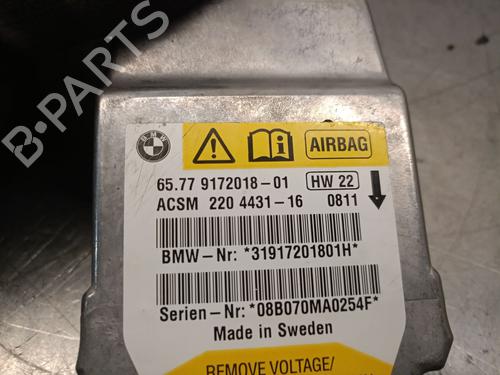 B-PARTS
BMW
AIRBAG
65.77 9172018-01 HW 22
ACSM 220 4431-16 0811
BMW-Nr: *31917201801H*
Serien-Nr: *08B070MA0254F*
Made in Sweden
REMOVE VOLTAGE/